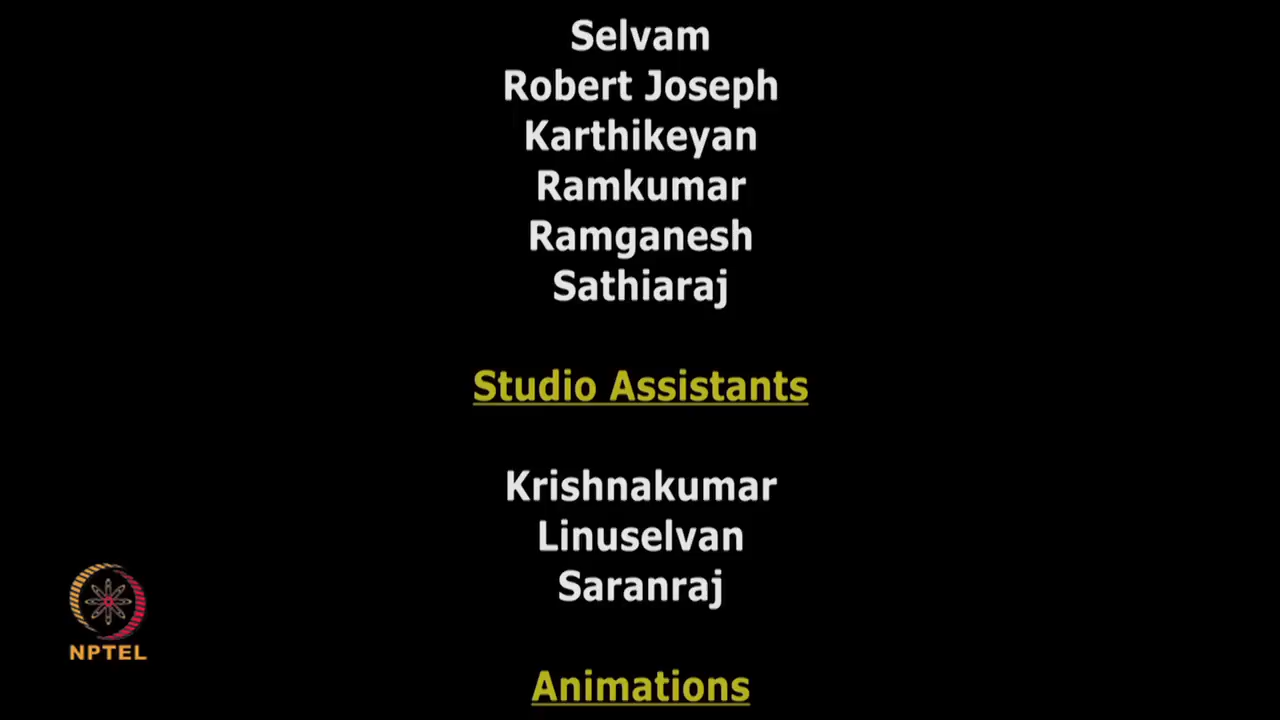 Selvam
Robert Joseph
Karthikeyan
Ramkumar
Ramganesh
Sathiaraj
Studio Assistants
Krishnakumar
Linuselvan
Saranraj
NPTEL
Animations